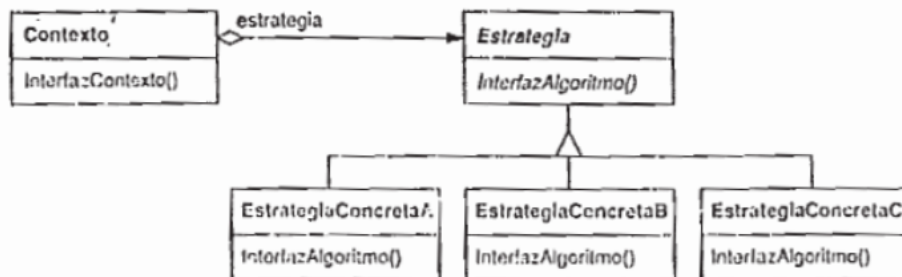 Contexto
estrategia
Estrategia
InterfazContexto()
InterfazAlgoritmo()
EstrategiaConcretaA
EstrategiaConcretaB
EstrategiaConcretaC
InterfazAlgoritmo()
InterfazAlgoritmo()
InterfazAlgoritmo()